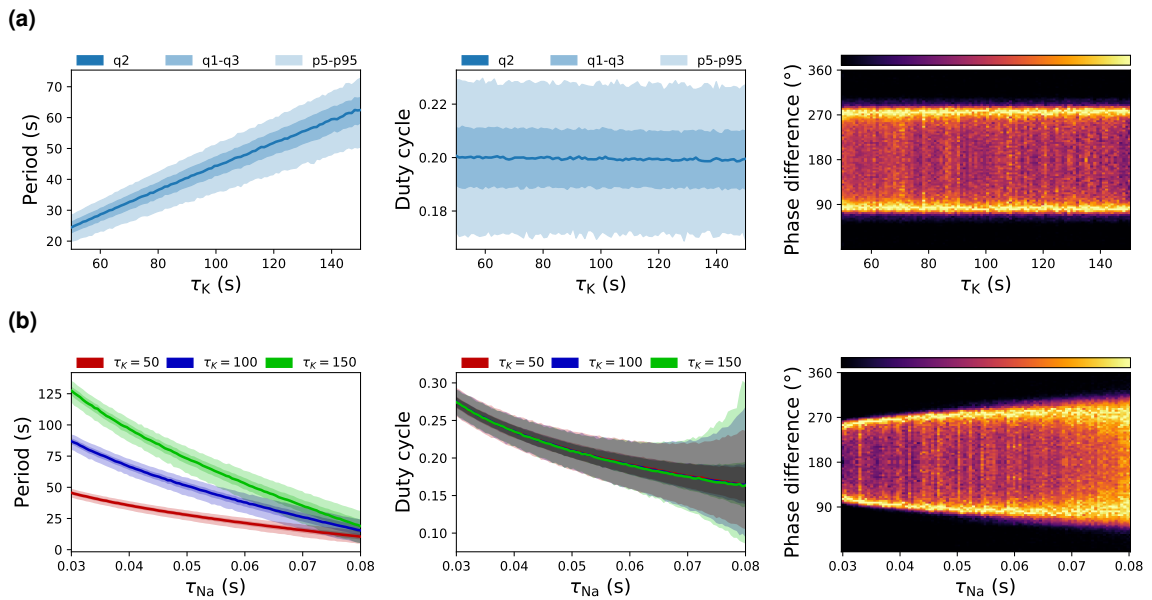 (a)
q2 q1-q3 p5-p95
Period (s)
70
60
50
40
30
20
60 80 100 120 140
τK (s)
q2 q1-q3 p5-p95
Duty cycle
0.22
0.20
0.18
60 80 100 120 140
τK (s)
Phase difference (°)
360
270
180
90
60 80 100 120 140
τK (s)
(b)
τK = 50 τK = 100 τK = 150
Period (s)
125
100
75
50
25
0
0.03 0.04 0.05 0.06 0.07 0.08
τNa (s)
τK = 50 τK = 100 τK = 150
Duty cycle
0.30
0.25
0.20
0.15
0.10
0.03 0.04 0.05 0.06 0.07 0.08
τNa (s)
Phase difference (°)
360
270
180
90
0.03 0.04 0.05 0.06 0.07 0.08
τNa (s)